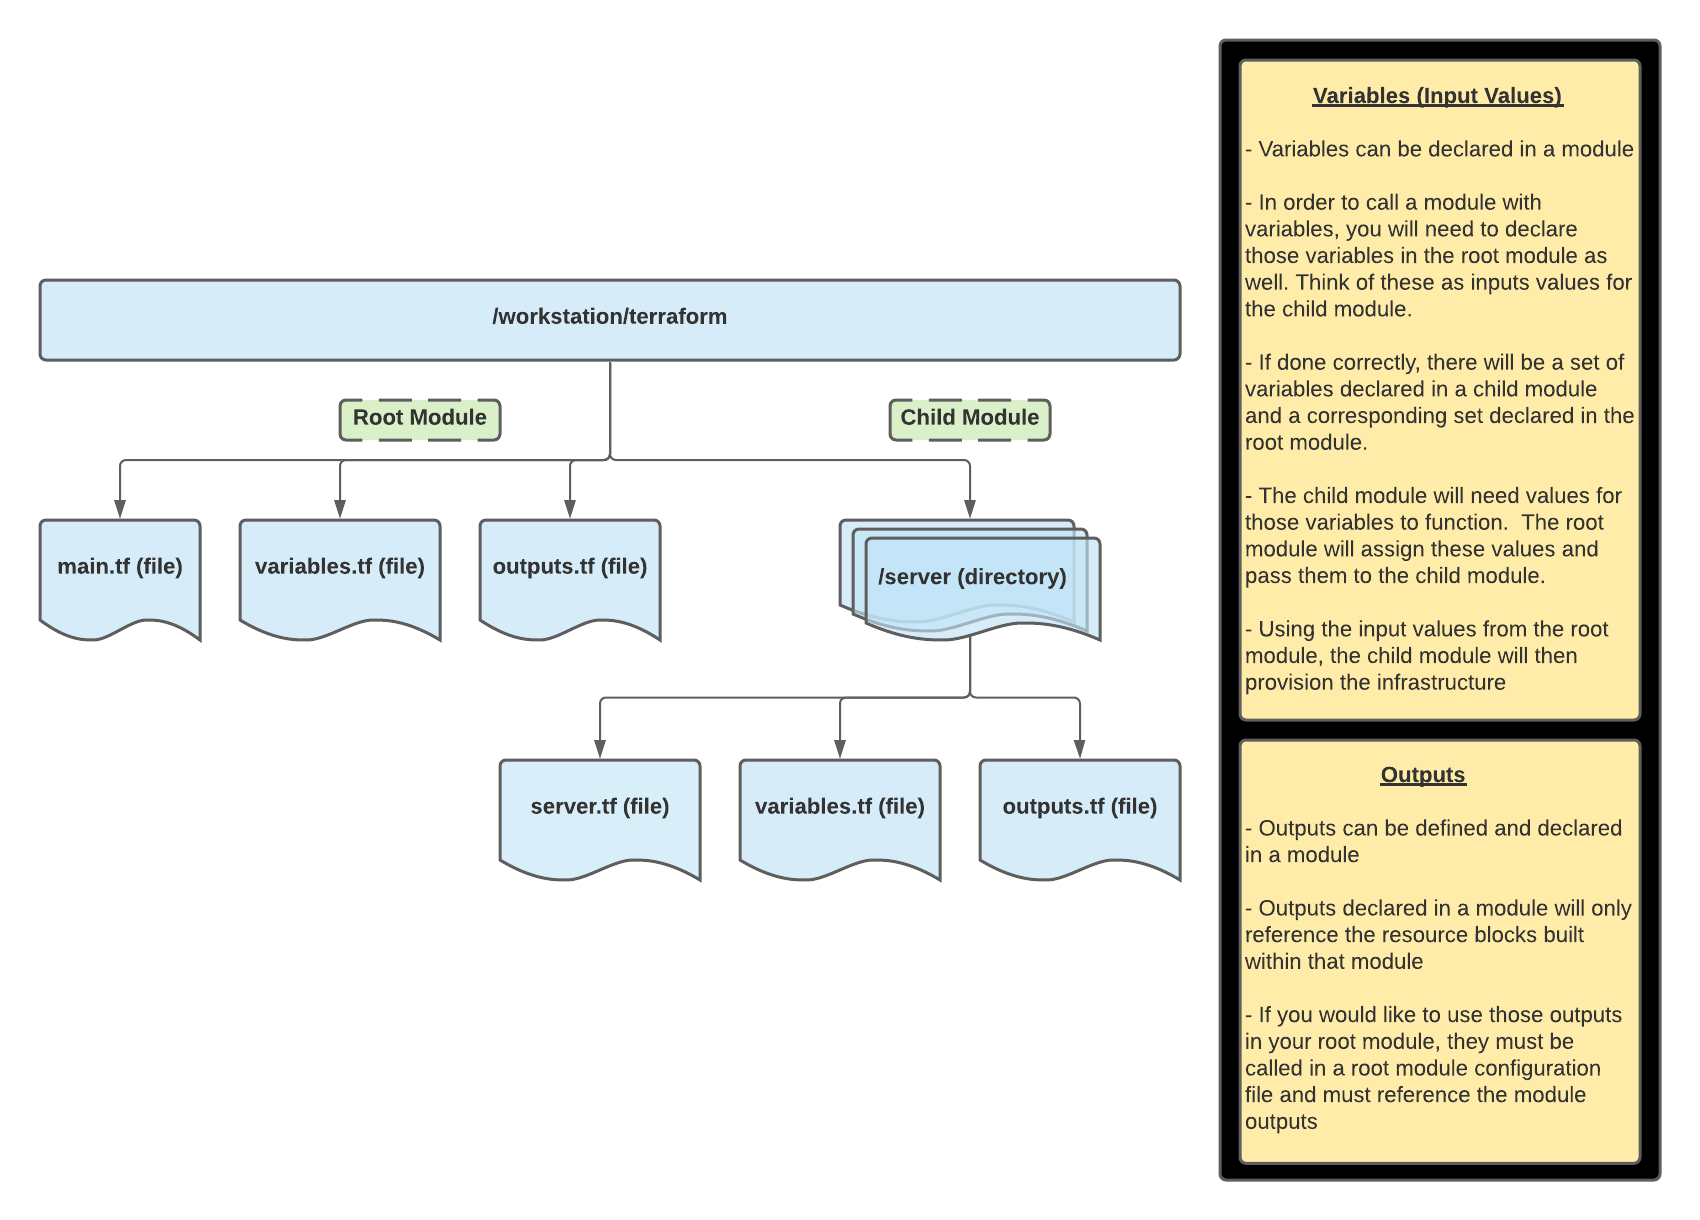 /workstation/terraform
Root Module
Child Module
main.tf (file)
variables.tf (file)
outputs.tf (file)
/server (directory)
server.tf (file)
variables.tf (file)
outputs.tf (file)
Variables (Input Values)
- Variables can be declared in a module
- In order to call a module with
variables, you will need to declare
those variables in the root module as
well. Think of these as inputs values for
the child module.
- If done correctly, there will be a set of
variables declared in a child module
and a corresponding set declared in the
root module.
- The child module will need values for
those variables to function.  The root
module will assign these values and
pass them to the child module.
- Using the input values from the root
module, the child module will then
provision the infrastructure
Outputs
- Outputs can be defined and declared
in a module
- Outputs declared in a module will only
reference the resource blocks built
within that module
- If you would like to use those outputs
in your root module, they must be
called in a root module configuration
file and must reference the module
outputs